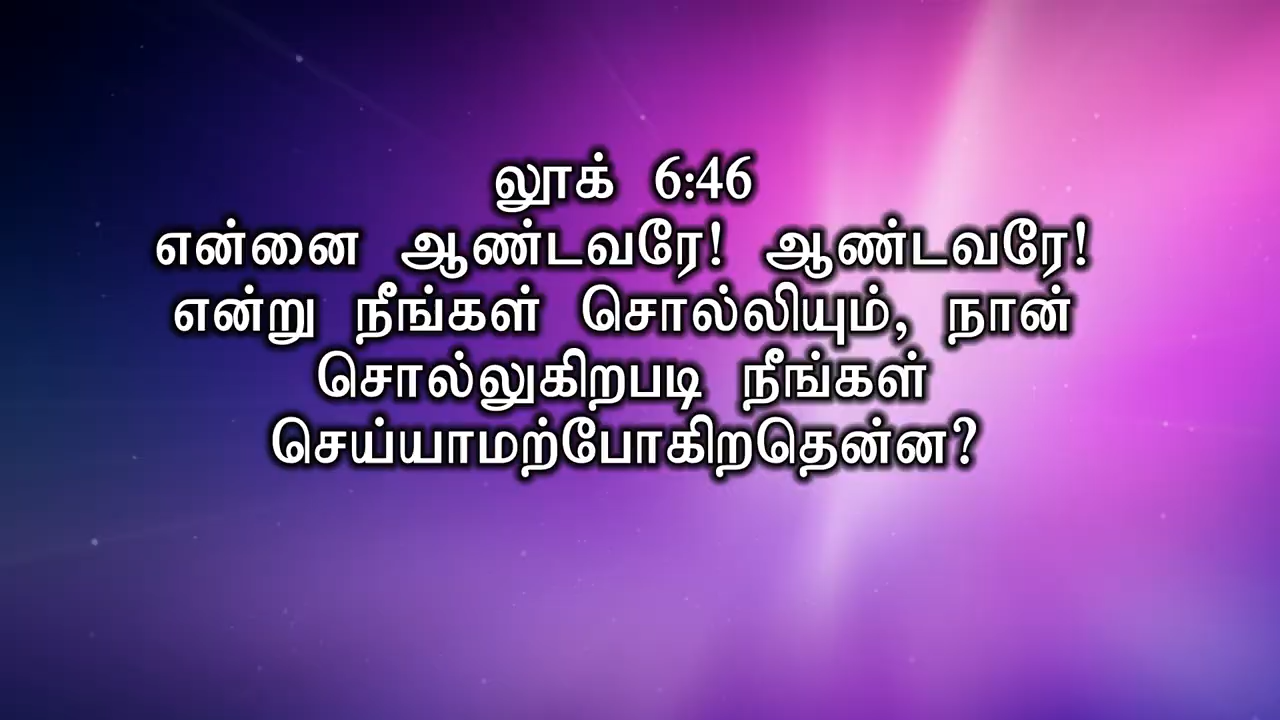 லூக் 6:46
என்னை ஆண்டவரே! ஆண்டவரே!
என்று நீங்கள் சொல்லியும், நான்
சொல்லுகிறபடி நீங்கள்
செய்யாமற்போகிறதென்ன?